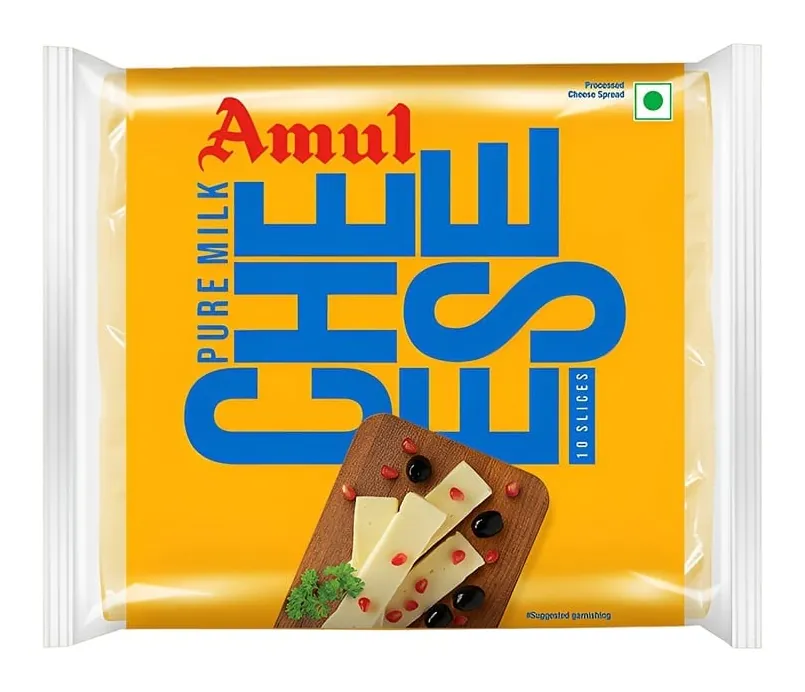 Processed
Cheese Spread
Amul
PURE MILK
CHEESE
10 SLICES
#Suggested garnishing